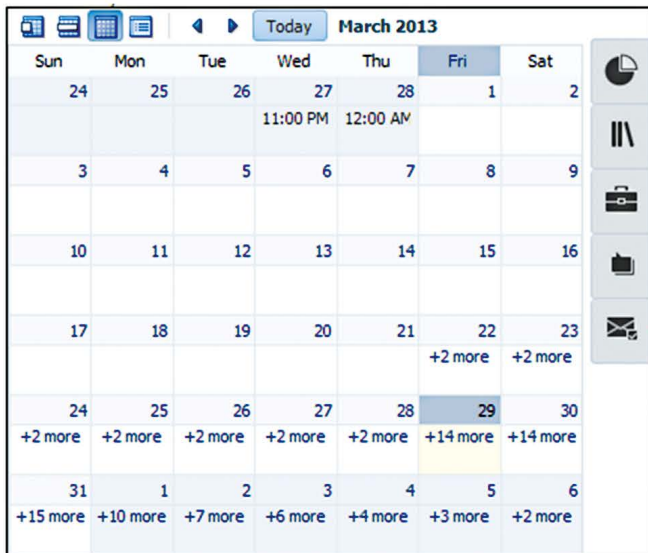 Today March 2013
Sun Mon Tue Wed Thu Fri Sat
24 25 26 27 28 1 2
11:00 PM 12:00 AM
3 4 5 6 7 8 9
10 11 12 13 14 15 16
17 18 19 20 21 22 23
+2 more +2 more
24 25 26 27 28 29 30
+2 more +2 more +2 more +2 more +2 more +14 more +14 more
31 1 2 3 4 5 6
+15 more +10 more +7 more +6 more +4 more +3 more +2 more